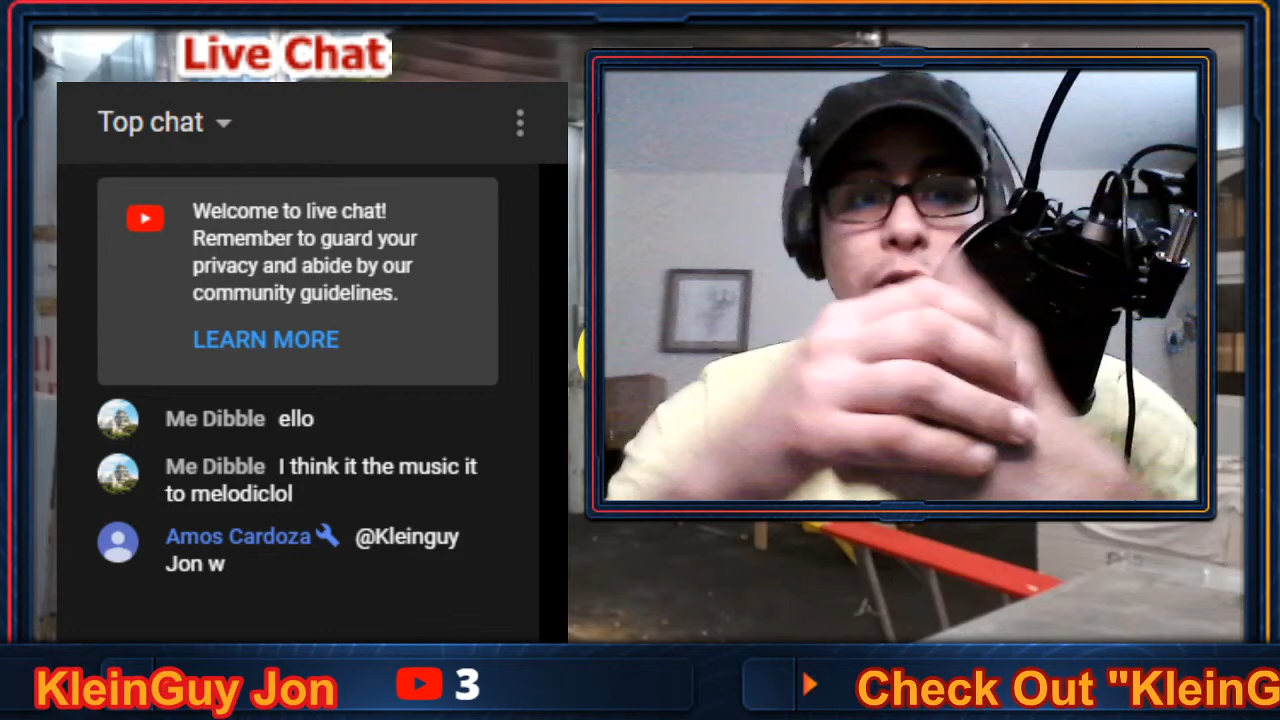 Live Chat
Top chat
Welcome to live chat!
Remember to guard your
privacy and abide by our
community guidelines.
LEARN MORE
Me Dibble ello
Me Dibble I think it the music it
to melodiclol
Amos Cardoza @Kleinguy
Jon w
KleinGuy Jon 3 Check Out "KleinG